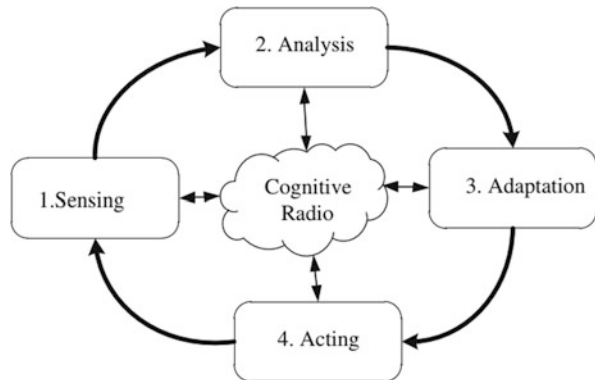 2. Analysis
1.Sensing
Cognitive
Radio
3. Adaptation
4. Acting